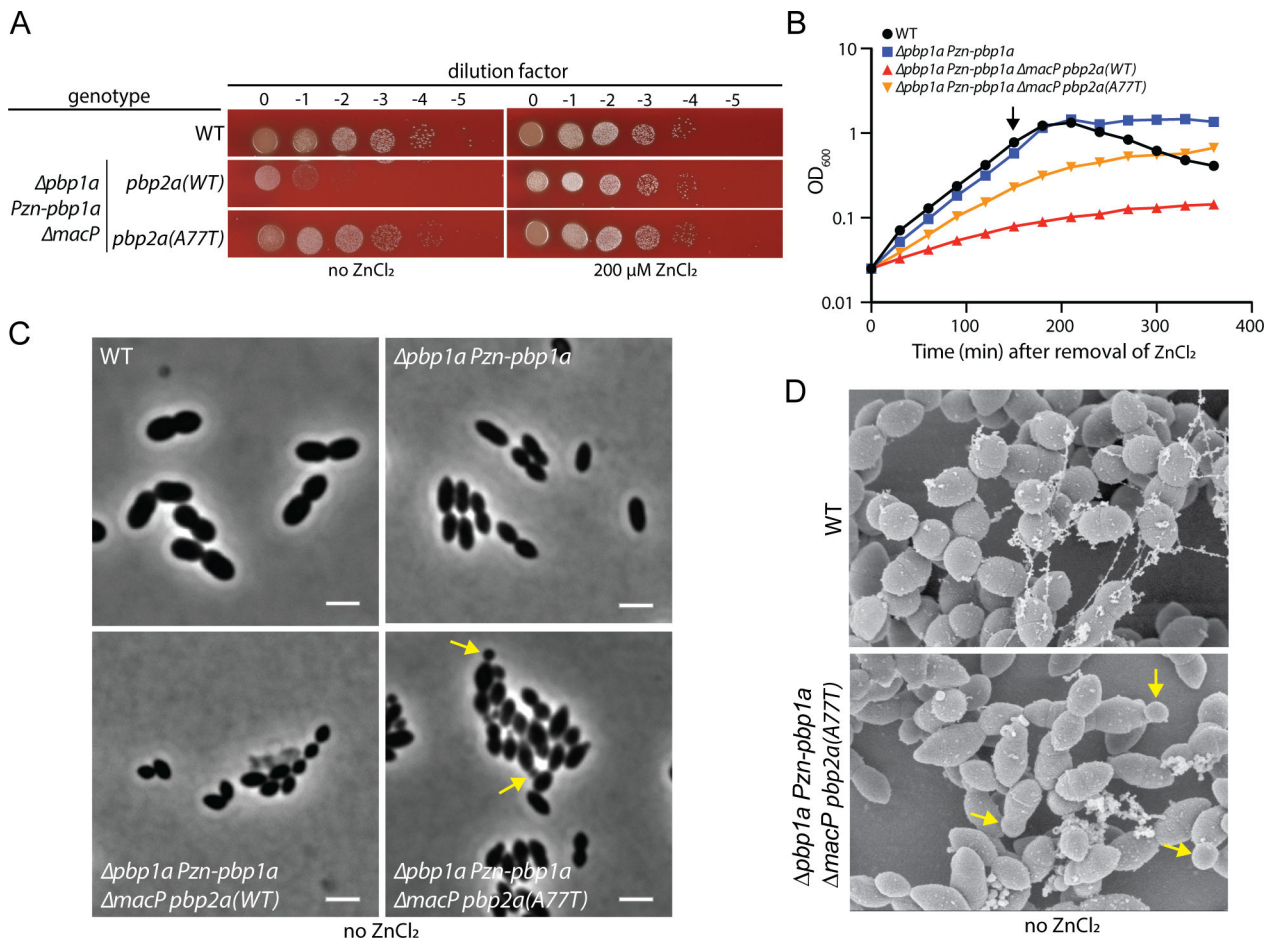 A
dilution factor
genotype
0 -1 -2 -3 -4 -5 0 -1 -2 -3 -4 -5
WT
Δpbp1a
Pzn-pbp1a
ΔmacP
pbp2a(WT)
pbp2a(A77T)
no ZnCl₂
200 µM ZnCl₂
B
WT
Δpbp1a Pzn-pbp1a
Δpbp1a Pzn-pbp1a ΔmacP pbp2a(WT)
Δpbp1a Pzn-pbp1a ΔmacP pbp2a(A77T)
OD₆₀₀
10
1
0.1
0.01
0 100 200 300 400
Time (min) after removal of ZnCl₂
C
WT
Δpbp1a Pzn-pbp1a
Δpbp1a Pzn-pbp1a
ΔmacP pbp2a(WT)
Δpbp1a Pzn-pbp1a
ΔmacP pbp2a(A77T)
no ZnCl₂
D
WT
Δpbp1a Pzn-pbp1a
ΔmacP pbp2a(A77T)
no ZnCl₂